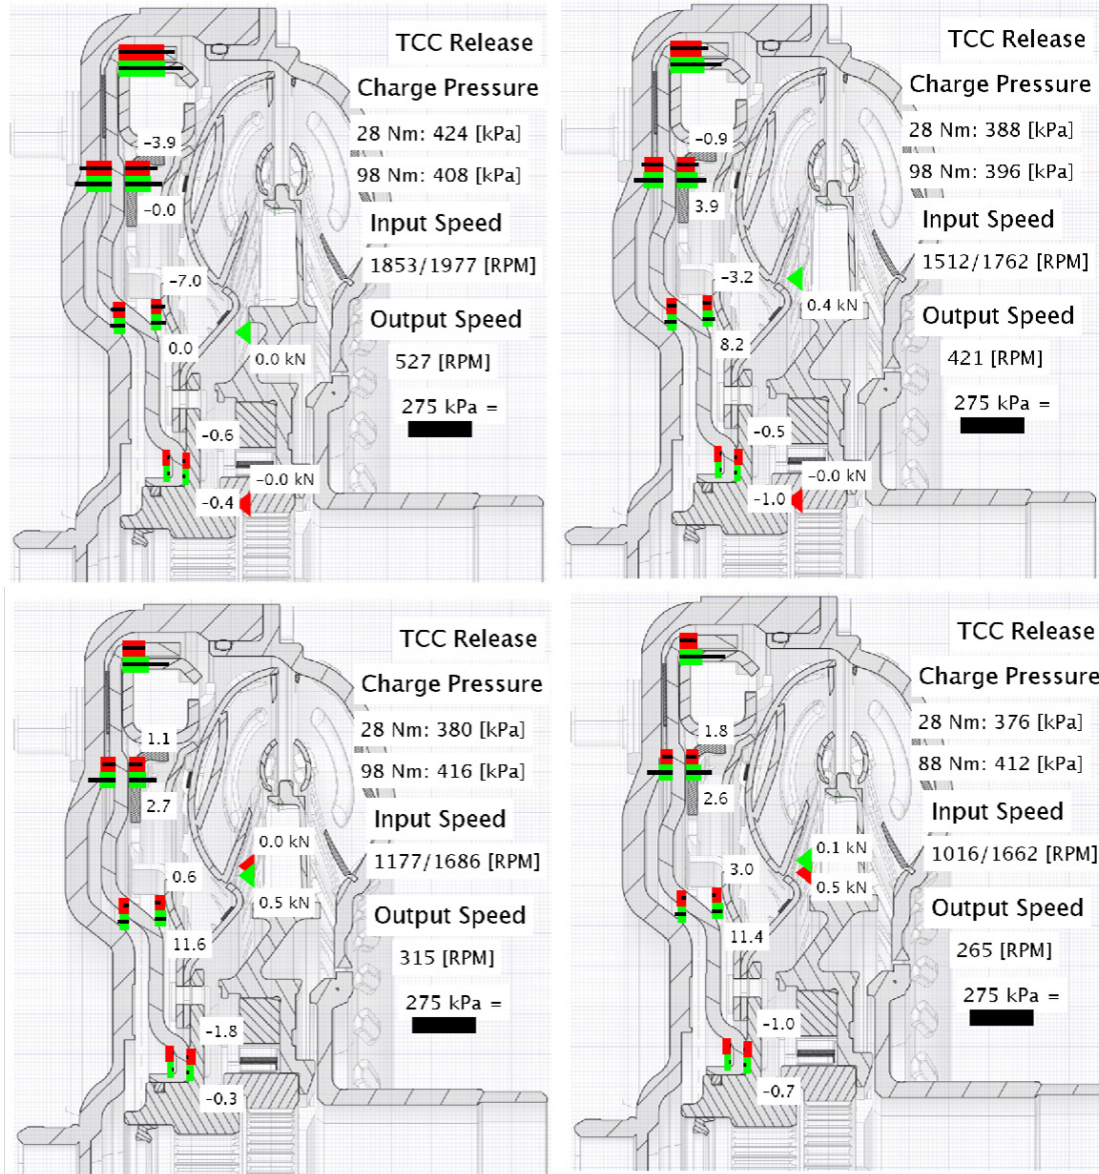 TCC Release
Charge Pressure
28 Nm: 424 [kPa]
98 Nm: 408 [kPa]
Input Speed
1853/1977 [RPM]
Output Speed
527 [RPM]
275 kPa =
−3.9
−0.0
−7.0
0.0
0.0 kN
−0.6
−0.0 kN
−0.4
TCC Release
Charge Pressure
28 Nm: 388 [kPa]
98 Nm: 396 [kPa]
Input Speed
1512/1762 [RPM]
Output Speed
421 [RPM]
275 kPa =
−0.9
3.9
−3.2
0.4 kN
8.2
−0.5
−0.0 kN
−1.0
TCC Release
Charge Pressure
28 Nm: 380 [kPa]
98 Nm: 416 [kPa]
Input Speed
1177/1686 [RPM]
Output Speed
315 [RPM]
275 kPa =
1.1
2.7
0.0 kN
0.6
0.5 kN
11.6
−1.8
−0.3
TCC Release
Charge Pressure
28 Nm: 376 [kPa]
88 Nm: 412 [kPa]
Input Speed
1016/1662 [RPM]
Output Speed
265 [RPM]
275 kPa =
1.8
2.6
0.1 kN
3.0
0.5 kN
11.4
−1.0
−0.7